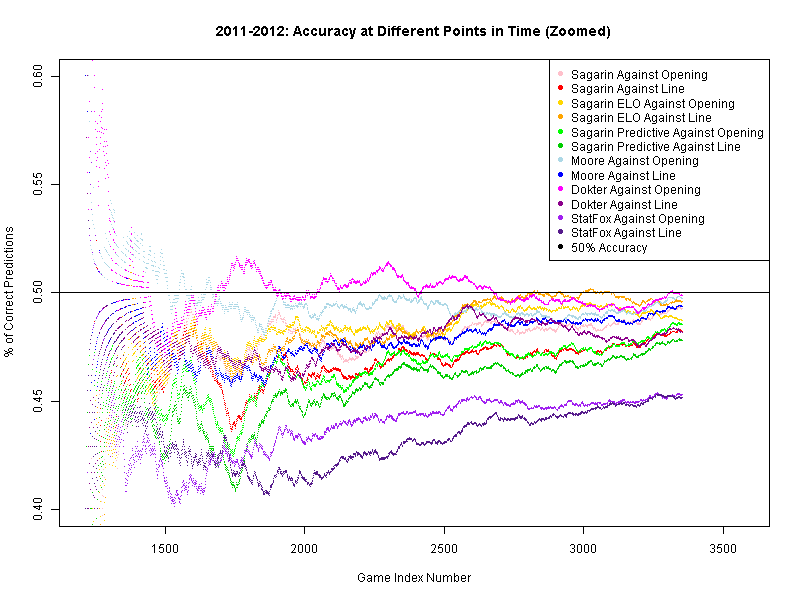 2011-2012: Accuracy at Different Points in Time (Zoomed)
% of Correct Predictions
0.60
0.55
0.50
0.45
0.40
Sagarin Against Opening
Sagarin Against Line
Sagarin ELO Against Opening
Sagarin ELO Against Line
Sagarin Predictive Against Opening
Sagarin Predictive Against Line
Moore Against Opening
Moore Against Line
Dokter Against Opening
Dokter Against Line
StatFox Against Opening
StatFox Against Line
50% Accuracy
1500 2000 2500 3000 3500
Game Index Number